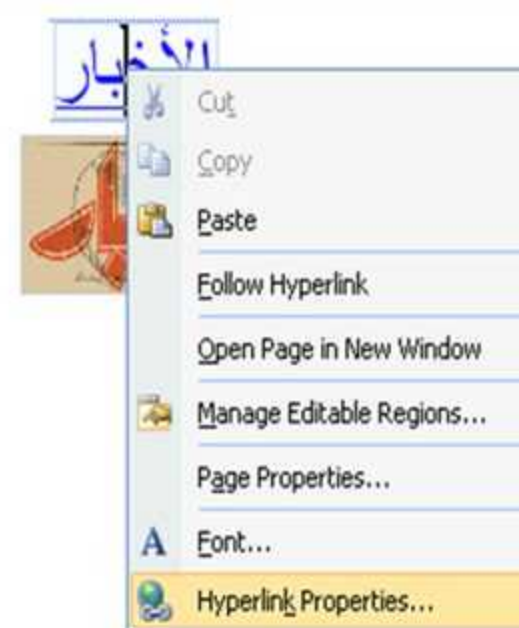 الأخبار
Cut
Copy
Paste
Follow Hyperlink
Open Page in New Window
Manage Editable Regions...
Page Properties...
Font...
Hyperlink Properties...